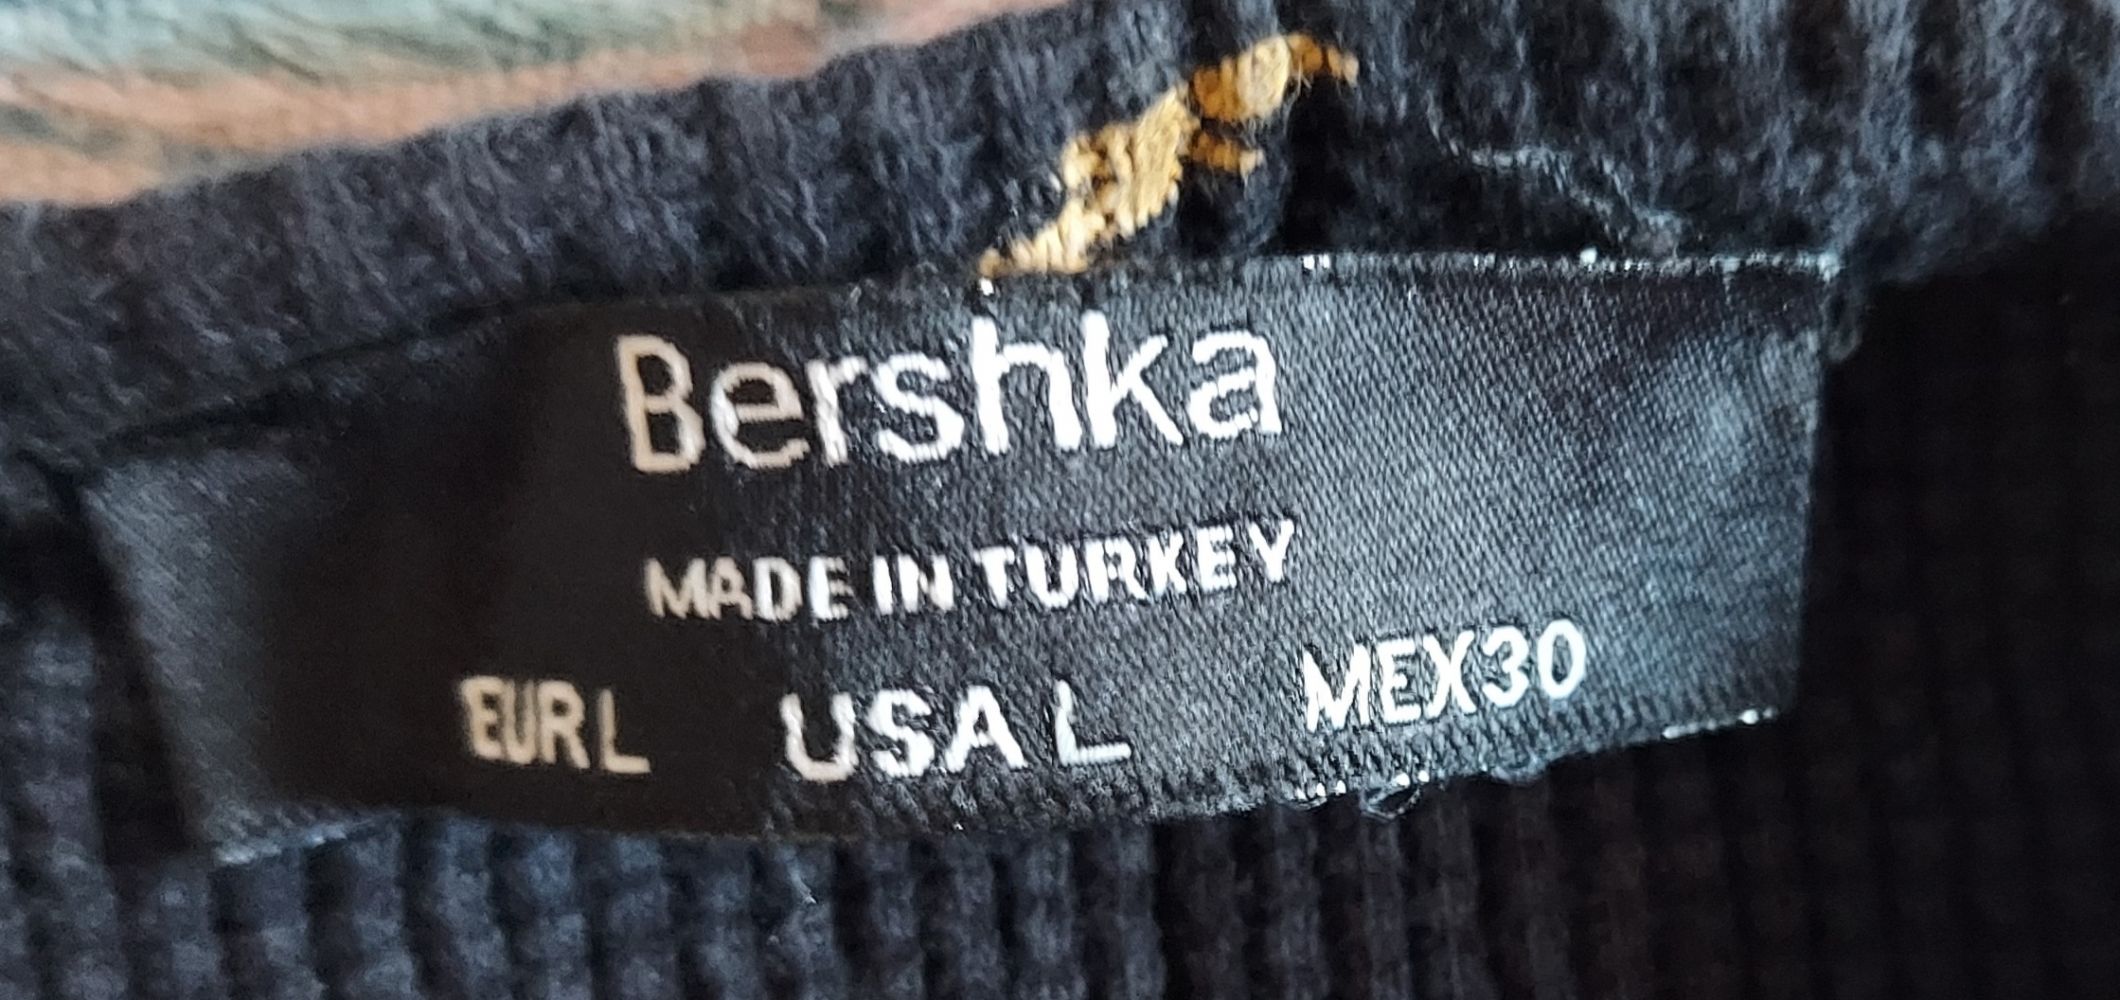 Bershka
MADE IN TURKEY
EUR L USA L MEX30